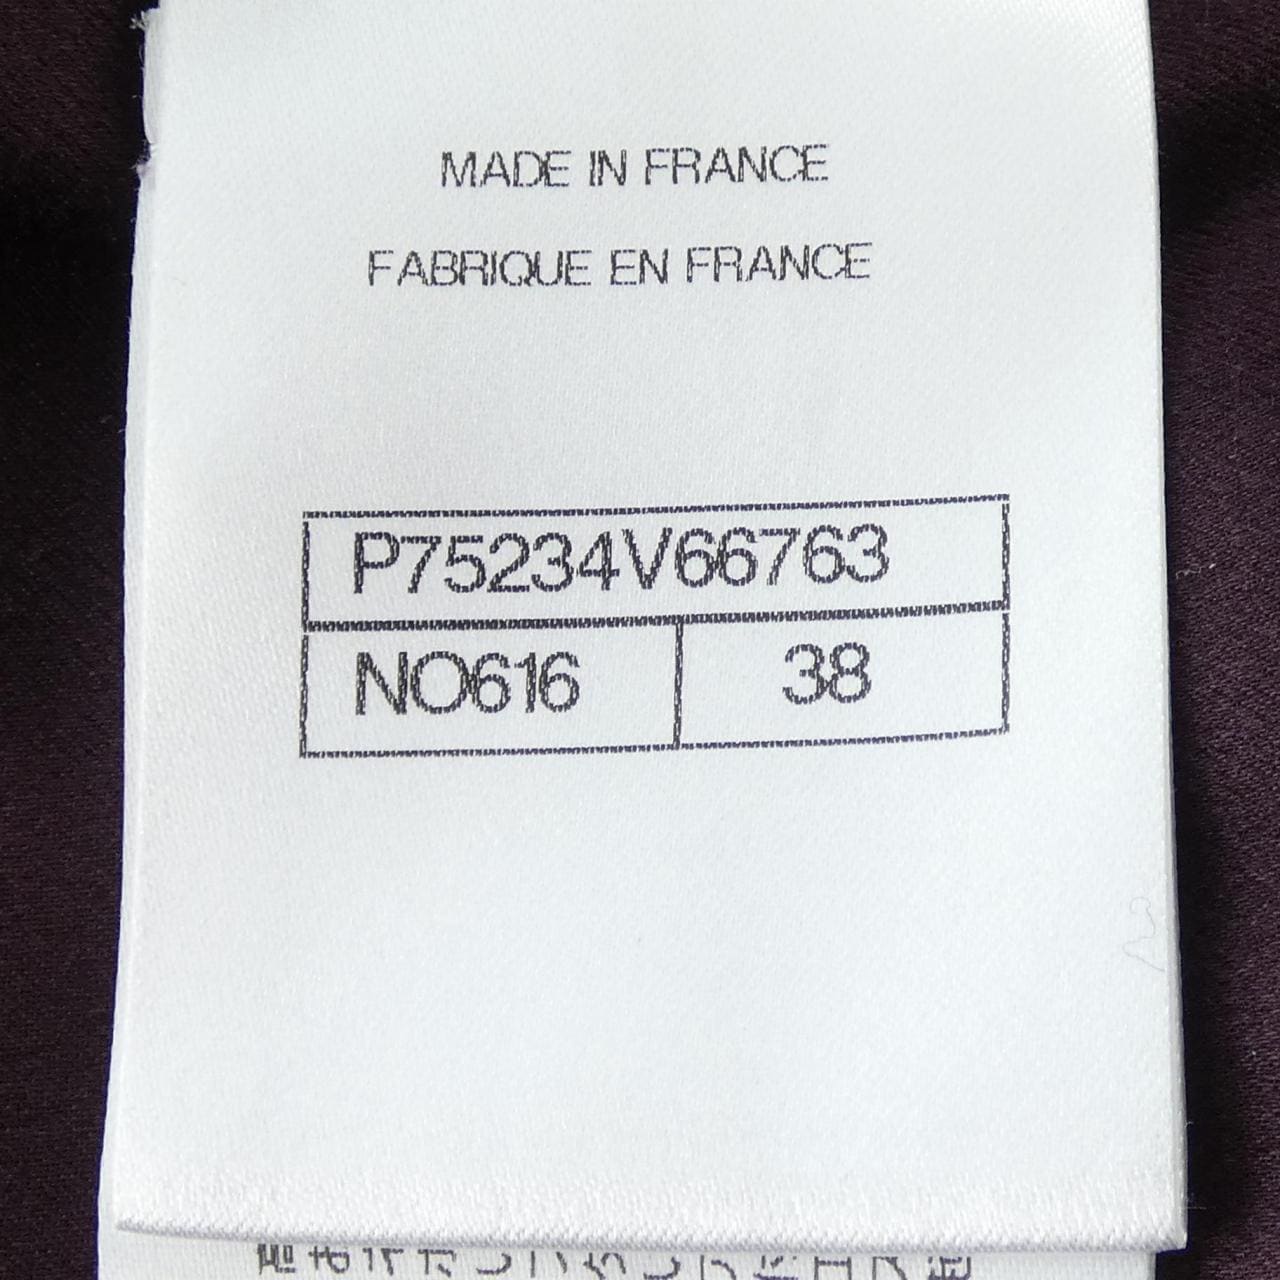 MADE IN FRANCE
FABRIQUE EN FRANCE
P75234V66763
NO616 38